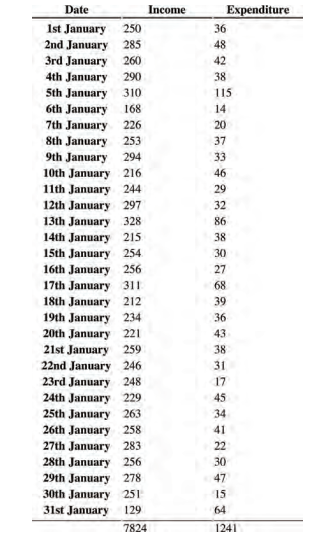 Date Income Expenditure
1st January 250 36
2nd January 285 48
3rd January 260 42
4th January 290 38
5th January 310 115
6th January 168 14
7th January 226 20
8th January 253 37
9th January 294 33
10th January 216 46
11th January 244 29
12th January 297 32
13th January 328 86
14th January 215 38
15th January 254 30
16th January 256 27
17th January 311 68
18th January 212 39
19th January 234 36
20th January 221 43
21st January 259 38
22nd January 246 31
23rd January 248 17
24th January 229 45
25th January 263 34
26th January 258 41
27th January 283 22
28th January 256 30
29th January 278 47
30th January 251 15
31st January 129 64
7824 1241